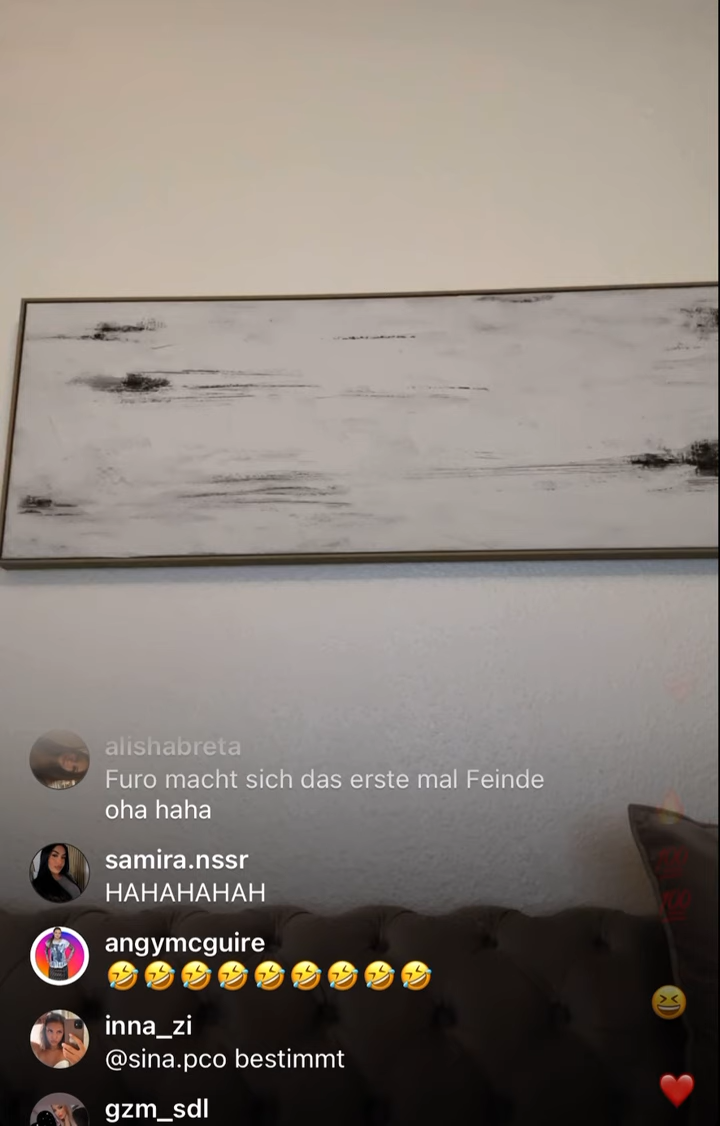 alishabreta
Furo macht sich das erste mal Feinde
oha haha
samira.nssr
HAHAHAHAH
angymcguire
🤣🤣🤣🤣🤣🤣🤣🤣🤣
inna_zi
@sina.pco bestimmt
gzm_sdl